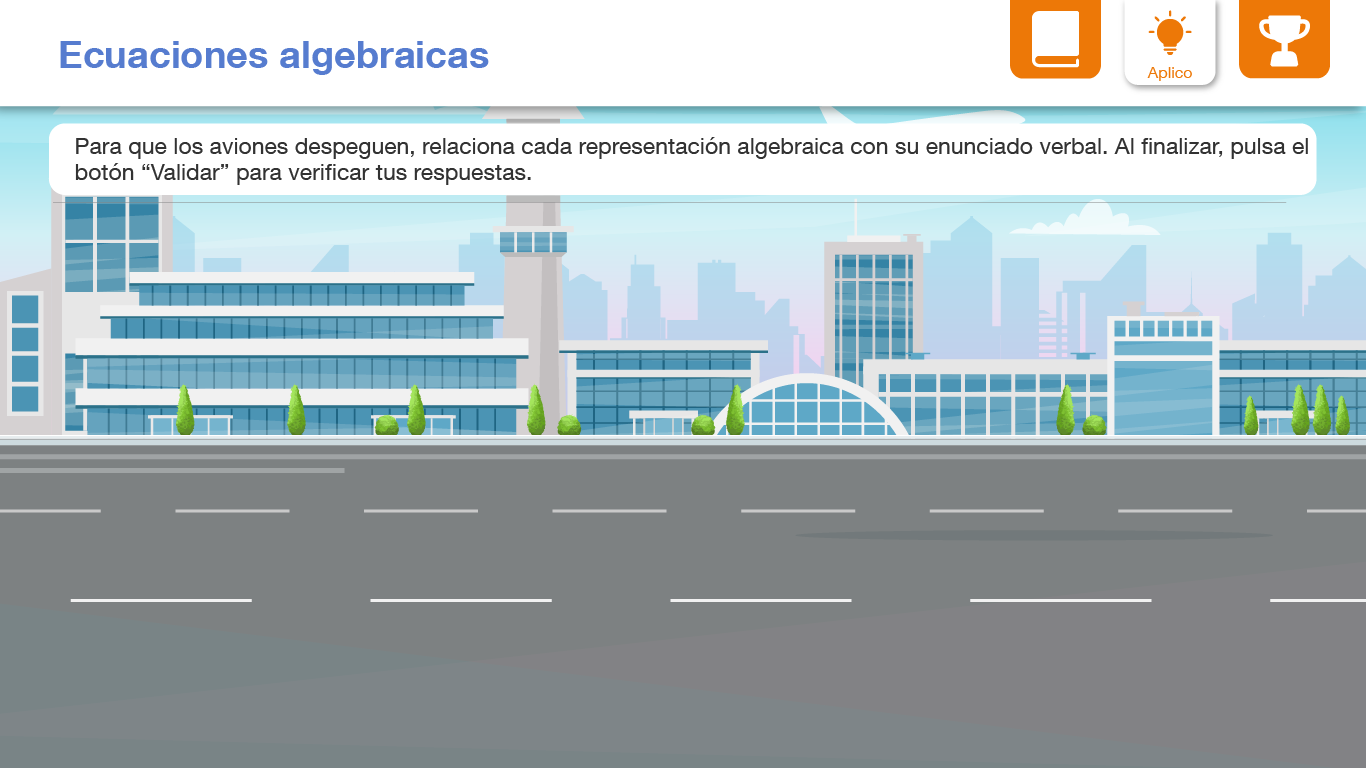 Ecuaciones algebraicas
Aplico
Para que los aviones despeguen, relaciona cada representación algebraica con su enunciado verbal. Al finalizar, pulsa el
botón “Validar” para verificar tus respuestas.